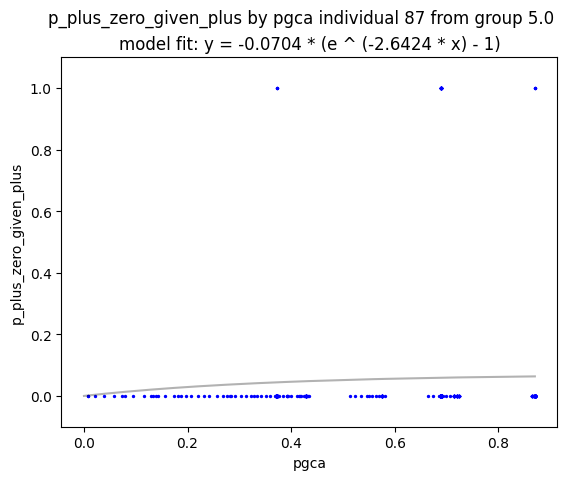 p_plus_zero_given_plus by pgca individual 87 from group 5.0
model fit: y = -0.0704 * (e ^ (-2.6424 * x) - 1)
p_plus_zero_given_plus
1.0
0.8
0.6
0.4
0.2
0.0
0.0 0.2 0.4 0.6 0.8
pgca